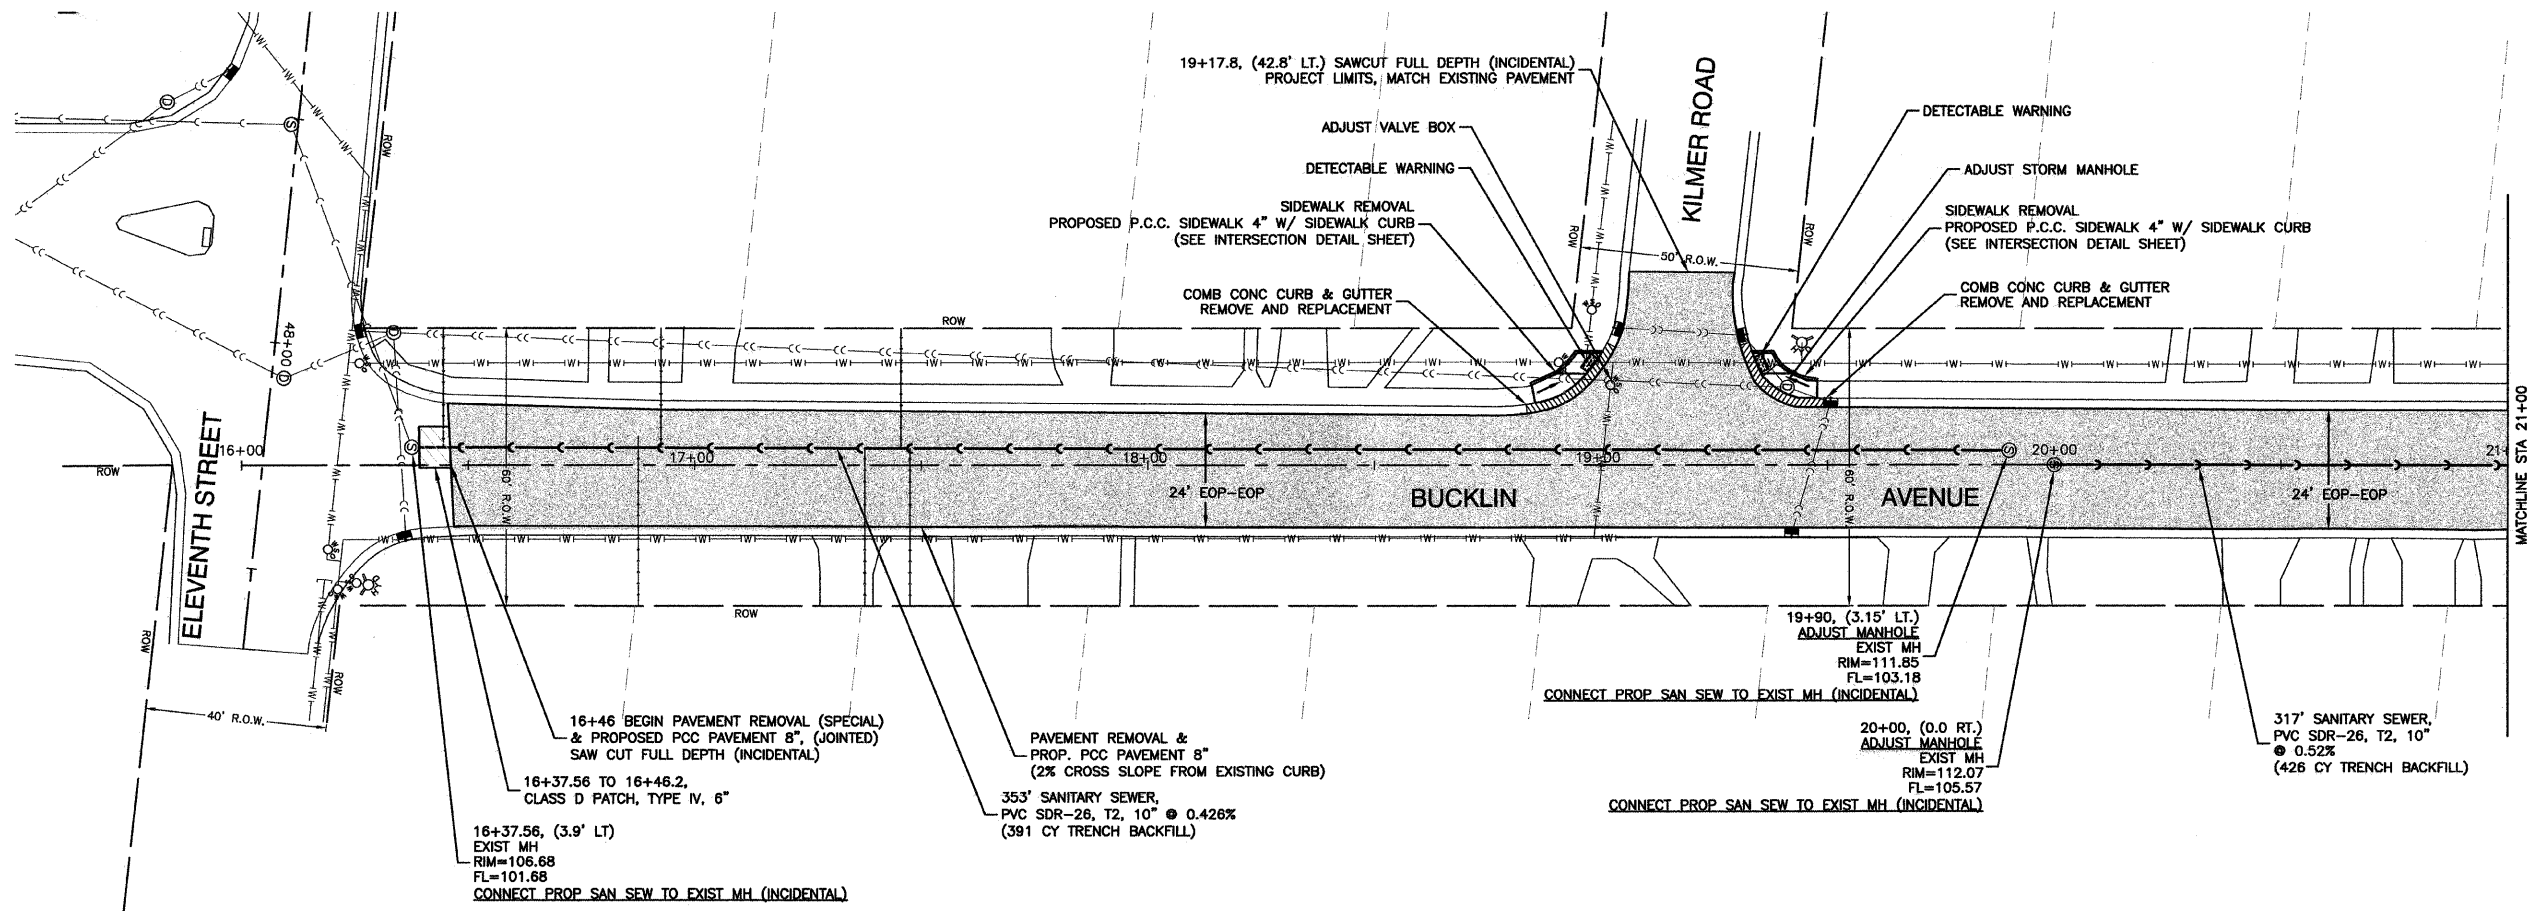 19+17.8, (42.8' LT.) SAWCUT FULL DEPTH (INCIDENTAL)
PROJECT LIMITS, MATCH EXISTING PAVEMENT
ADJUST VALVE BOX
DETECTABLE WARNING
SIDEWALK REMOVAL
PROPOSED P.C.C. SIDEWALK 4" W/ SIDEWALK CURB
(SEE INTERSECTION DETAIL SHEET)
COMB CONC CURB & GUTTER
REMOVE AND REPLACEMENT
KILMER ROAD
ROW
ROW
50' R.O.W.
DETECTABLE WARNING
ADJUST STORM MANHOLE
SIDEWALK REMOVAL
PROPOSED P.C.C. SIDEWALK 4" W/ SIDEWALK CURB
(SEE INTERSECTION DETAIL SHEET)
COMB CONC CURB & GUTTER
REMOVE AND REPLACEMENT
ROW
ROW
48+00
ELEVENTH STREET
16+00
17+00
18+00
19+00
20+00
21+
ROW
60' R.O.W.
24' EOP-EOP
BUCKLIN
AVENUE
60' R.O.W.
24' EOP-EOP
MATCHLINE STA 21+00
ROW
ROW
ROW
40' R.O.W.
16+46 BEGIN PAVEMENT REMOVAL (SPECIAL)
& PROPOSED PCC PAVEMENT 8", (JOINTED)
SAW CUT FULL DEPTH (INCIDENTAL)
16+37.56 TO 16+46.2,
CLASS D PATCH, TYPE IV, 6"
16+37.56, (3.9' LT)
EXIST MH
RIM=106.68
FL=101.68
CONNECT PROP SAN SEW TO EXIST MH (INCIDENTAL)
PAVEMENT REMOVAL &
PROP. PCC PAVEMENT 8"
(2% CROSS SLOPE FROM EXISTING CURB)
353' SANITARY SEWER,
PVC SDR-26, T2, 10" @ 0.426%
(391 CY TRENCH BACKFILL)
19+90, (3.15' LT.)
ADJUST MANHOLE
EXIST MH
RIM=111.85
FL=103.18
CONNECT PROP SAN SEW TO EXIST MH (INCIDENTAL)
20+00, (0.0 RT.)
ADJUST MANHOLE
EXIST MH
RIM=112.07
FL=105.57
CONNECT PROP SAN SEW TO EXIST MH (INCIDENTAL)
317' SANITARY SEWER,
PVC SDR-26, T2, 10"
@ 0.52%
(426 CY TRENCH BACKFILL)